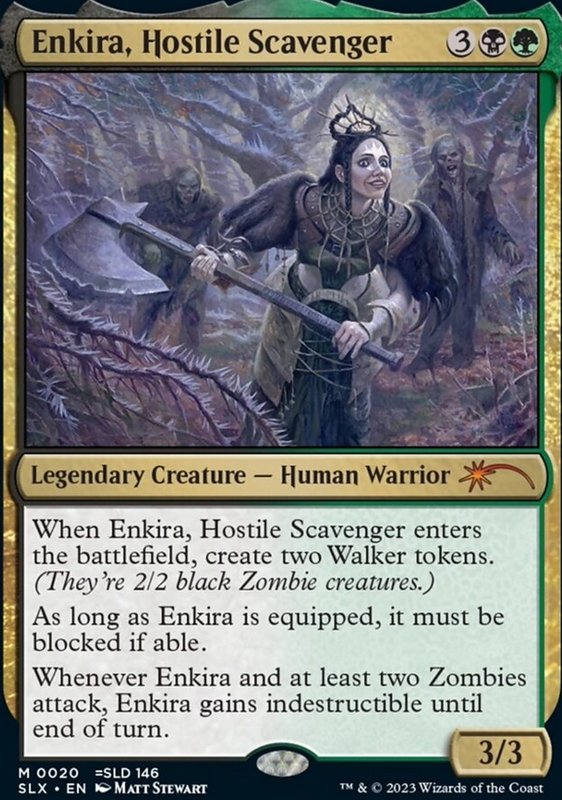 Enkira, Hostile Scavenger 3
Legendary Creature — Human Warrior
When Enkira, Hostile Scavenger enters
the battlefield, create two Walker tokens.
(They're 2/2 black Zombie creatures.)
As long as Enkira is equipped, it must be
blocked if able.
Whenever Enkira and at least two Zombies
attack, Enkira gains indestructible until
end of turn.
3/3
M 0020 =SLD 146
SLX • EN Matt Stewart
™ & © 2023 Wizards of the Coast